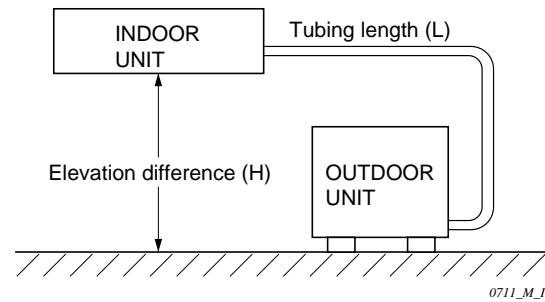 INDOOR
UNIT
Tubing length (L)
Elevation difference (H)
OUTDOOR
UNIT
0711_M_I